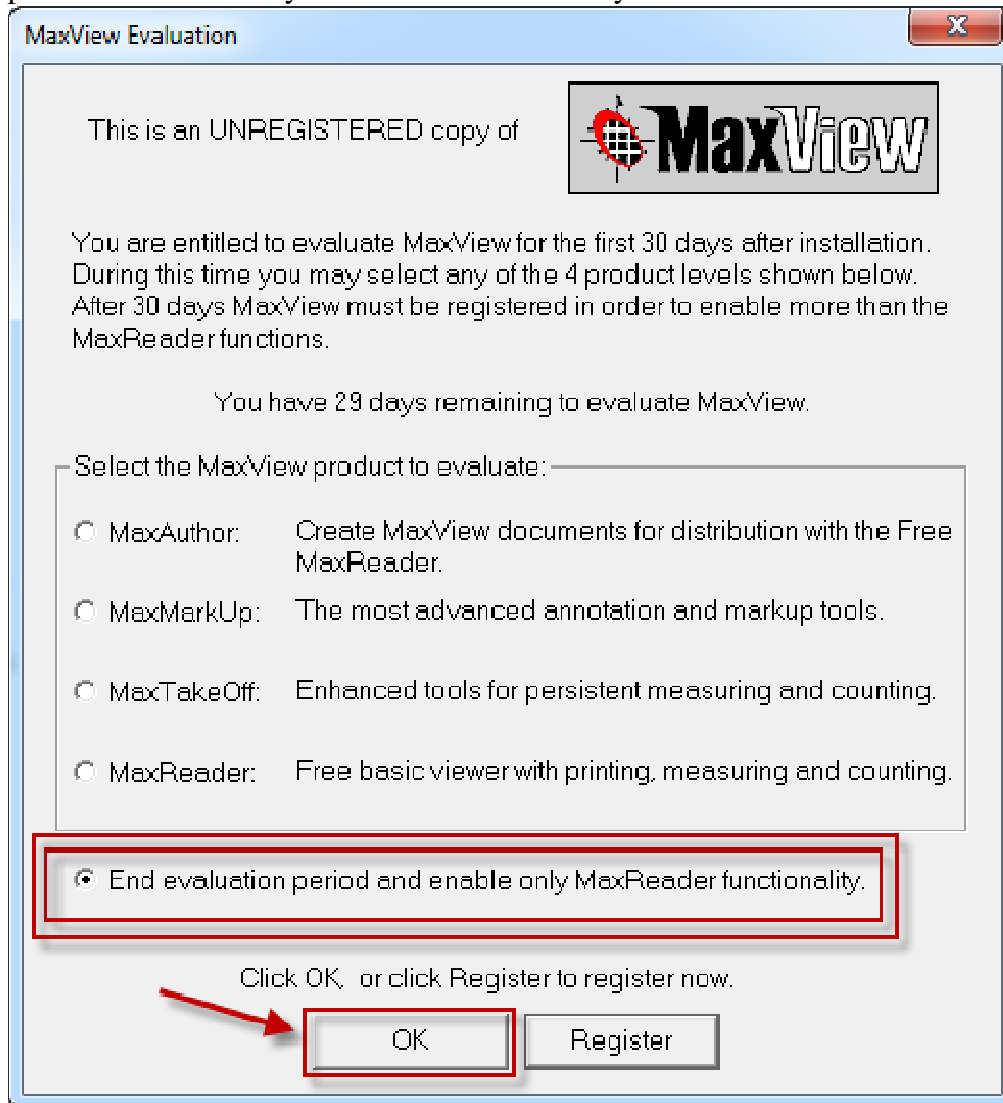 MaxView Evaluation
This is an UNREGISTERED copy of
MaxView
You are entitled to evaluate MaxView for the first 30 days after installation.
During this time you may select any of the 4 product levels shown below.
After 30 days MaxView must be registered in order to enable more than the
MaxReader functions.
You have 29 days remaining to evaluate MaxView.
Select the MaxView product to evaluate:
MaxAuthor: Create MaxView documents for distribution with the Free
MaxReader.
MaxMarkUp: The most advanced annotation and markup tools.
MaxTakeOff: Enhanced tools for persistent measuring and counting.
MaxReader: Free basic viewer with printing, measuring and counting.
End evaluation period and enable only MaxReader functionality.
Click OK, or click Register to register now.
OK Register